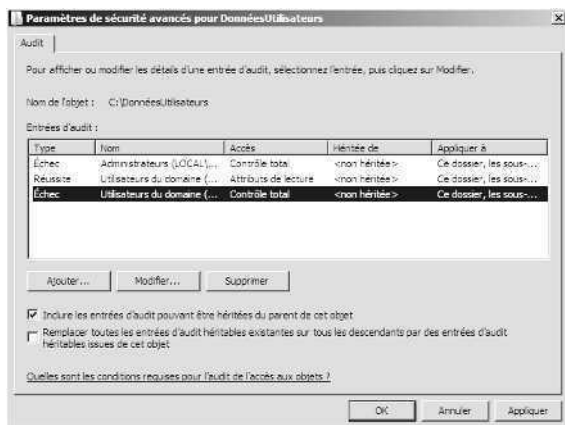 Paramètres de sécurité avancés pour DonnéesUtilisateurs
Audit
Pour afficher ou modifier les détails d'une entrée d'audit, sélectionnez l'entrée, puis cliquez sur Modifier.
Nom de l'objet : C:\DonnéesUtilisateurs
Entrées d'audit :
Type Nom Accès Héritée de Appliquer à
Échec Administrateurs (LOCAL)\... Contrôle total <non héritée> Ce dossier, les sous-...
Réussite Utilisateurs du domaine (... Attributs de lecture <non héritée> Ce dossier, les sous-...
Échec Utilisateurs du domaine (... Contrôle total <non héritée> Ce dossier, les sous-...
Ajouter... Modifier... Supprimer
Inclure les entrées d'audit pouvant être héritées du parent de cet objet
Remplacer toutes les entrées d'audit héritables existantes sur tous les descendants par des entrées d'audit
héritables issues de cet objet
Quelles sont les conditions requises pour l'audit de l'accès aux objets ?
OK Annuler Appliquer